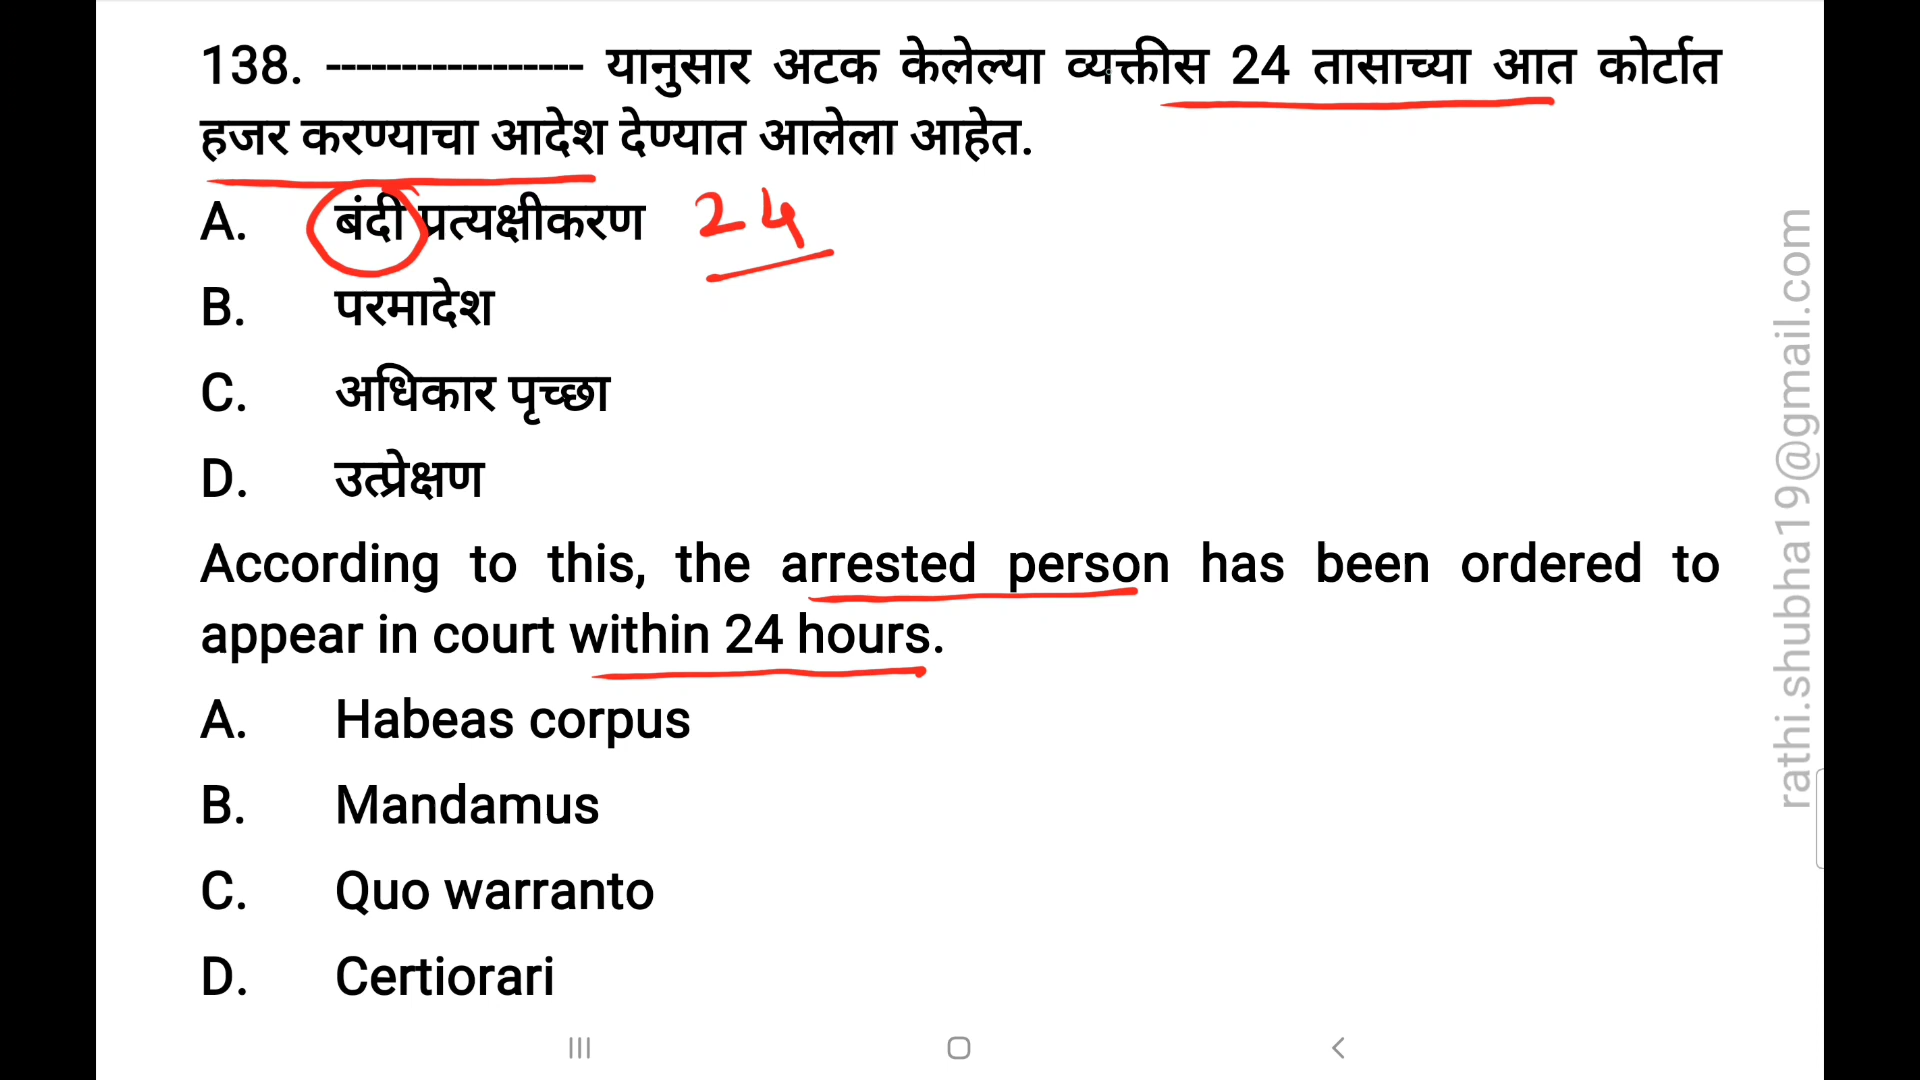 138. ----------------- यानुसार अटक केलेल्या व्यक्तीस 24 तासाच्या आत कोर्टात
हजर करण्याचा आदेश देण्यात आलेला आहेत.
A. बंदी प्रत्यक्षीकरण 24
B. परमादेश
C. अधिकार पृच्छा
D. उत्प्रेक्षण
According to this, the arrested person has been ordered to
appear in court within 24 hours.
A. Habeas corpus
B. Mandamus
C. Quo warranto
D. Certiorari
rathi.shubha19@gmail.com